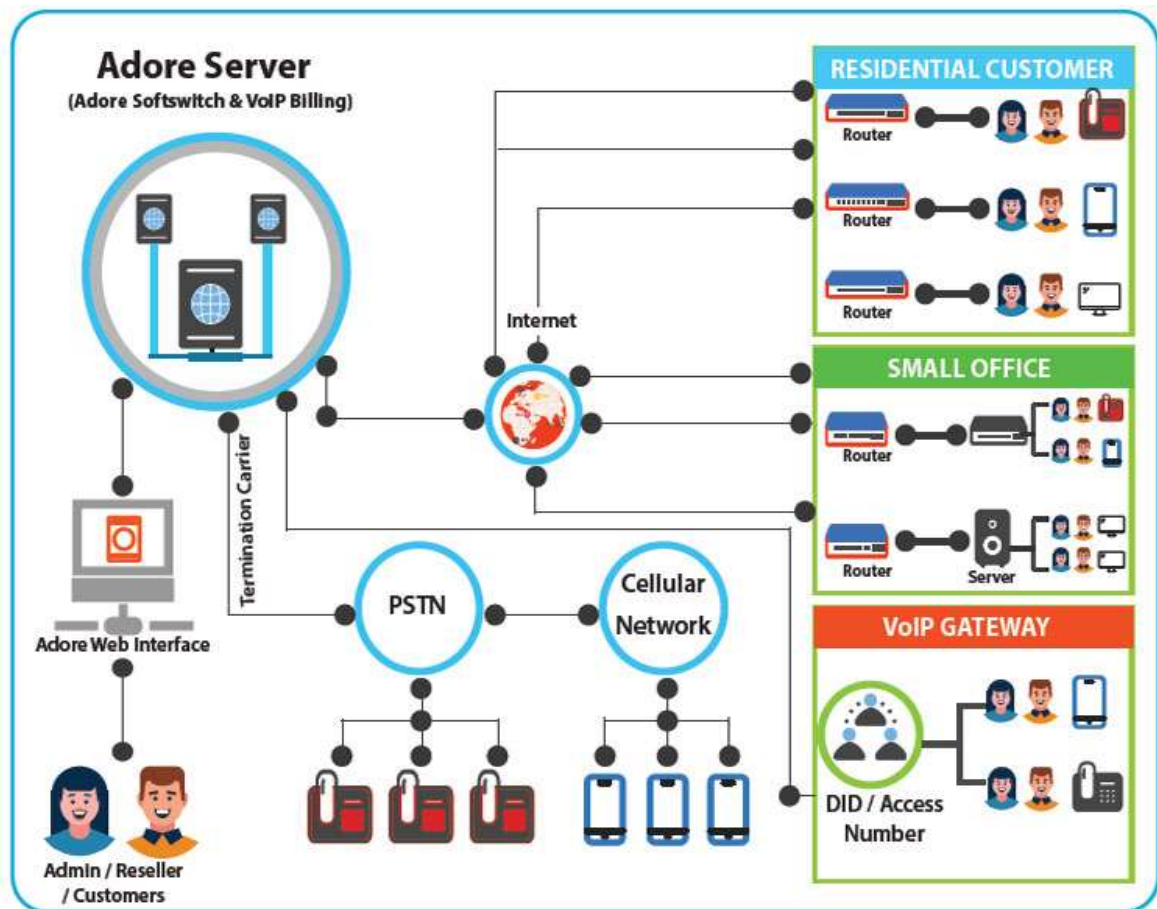 Adore Server
(Adore Softswitch & VoIP Billing)
RESIDENTIAL CUSTOMER
Router
Router
Router
Internet
SMALL OFFICE
Router
Router
Server
Termination Carrier
PSTN
Cellular
Network
Adore Web Interface
VoIP GATEWAY
DID / Access
Number
Admin / Reseller
/ Customers